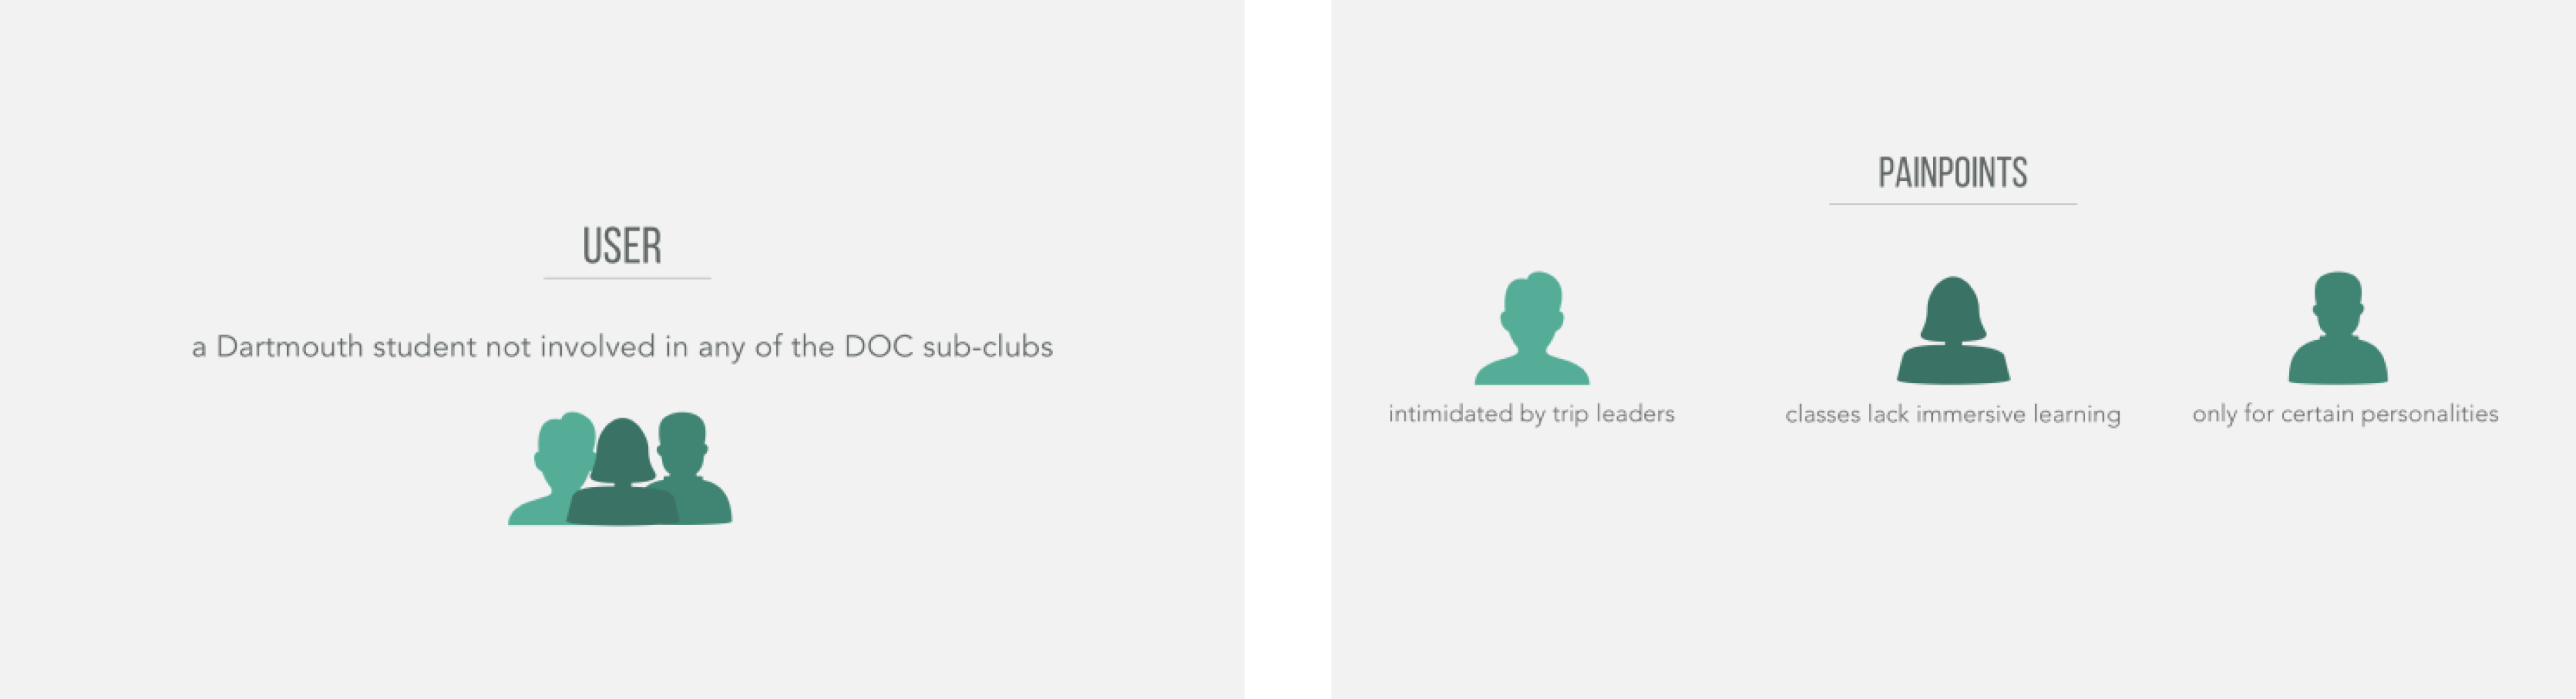 USER
a Dartmouth student not involved in any of the DOC sub-clubs
PAINPOINTS
intimidated by trip leaders
classes lack immersive learning
only for certain personalities